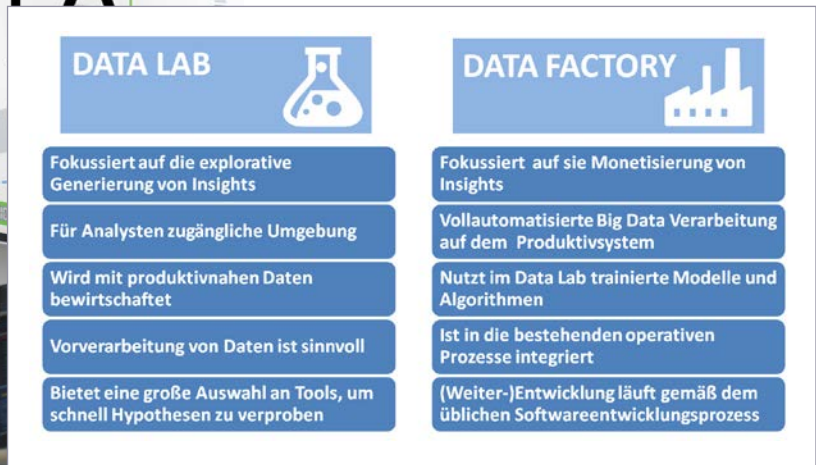 DATA LAB
Fokussiert auf die explorative
Generierung von Insights
Für Analysten zugängliche Umgebung
Wird mit produktivnahen Daten
bewirtschaftet
Vorverarbeitung von Daten ist sinnvoll
Bietet eine große Auswahl an Tools, um
schnell Hypothesen zu verproben
DATA FACTORY
Fokussiert auf sie Monetisierung von
Insights
Vollautomatisierte Big Data Verarbeitung
auf dem Produktivsystem
Nutzt im Data Lab trainierte Modelle und
Algorithmen
Ist in die bestehenden operativen
Prozesse integriert
(Weiter-)Entwicklung läuft gemäß dem
üblichen Softwareentwicklungsprozess